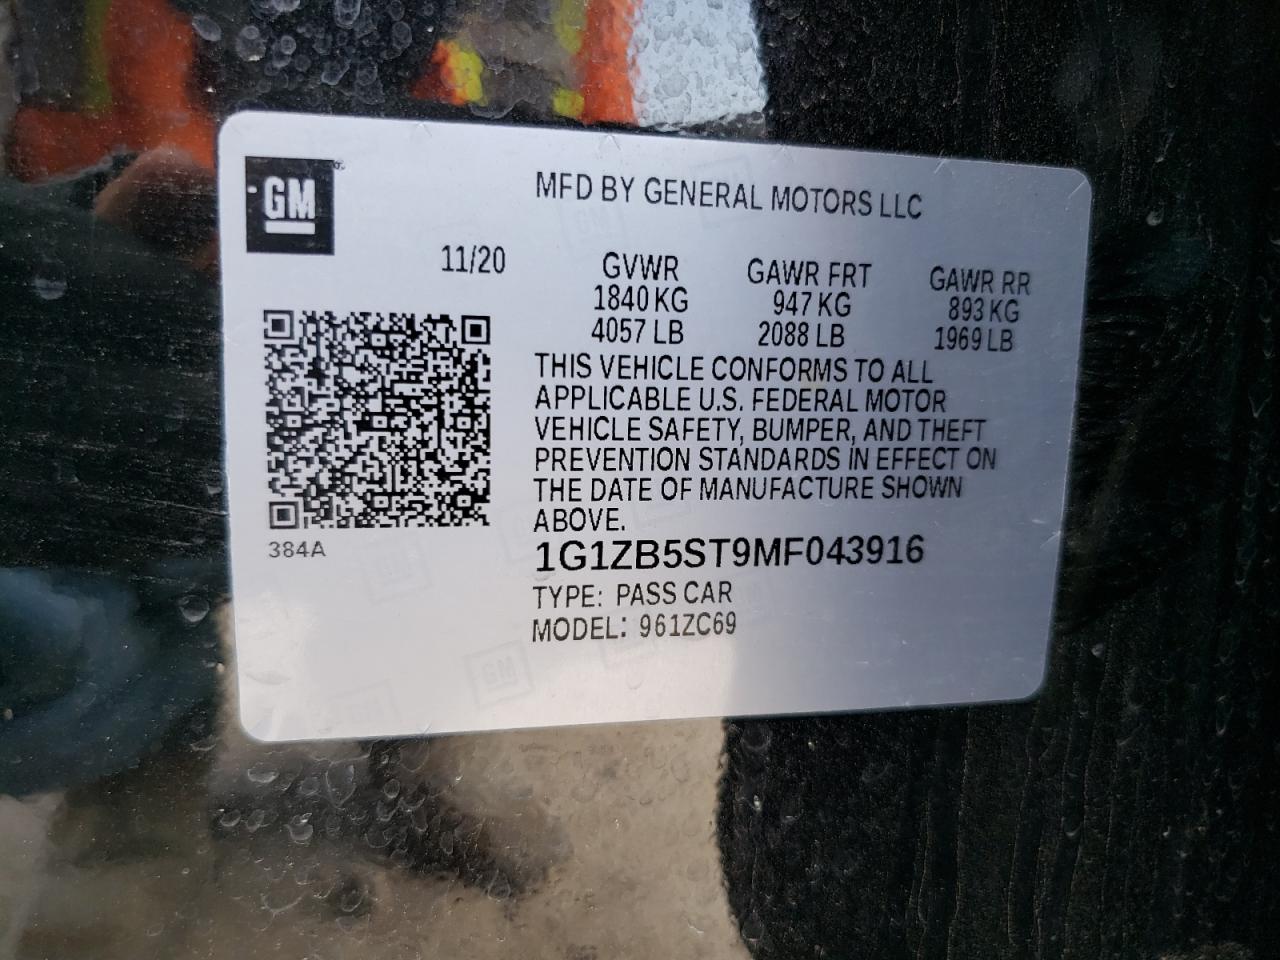 GM
MFD BY GENERAL MOTORS LLC
11/20
GVWR GAWR FRT GAWR RR
1840 KG 947 KG 893 KG
4057 LB 2088 LB 1969 LB
THIS VEHICLE CONFORMS TO ALL
APPLICABLE U.S. FEDERAL MOTOR
VEHICLE SAFETY, BUMPER, AND THEFT
PREVENTION STANDARDS IN EFFECT ON
THE DATE OF MANUFACTURE SHOWN
ABOVE.
384A
1G1ZB5ST9MF043916
TYPE: PASS CAR
MODEL: 961ZC69
GM